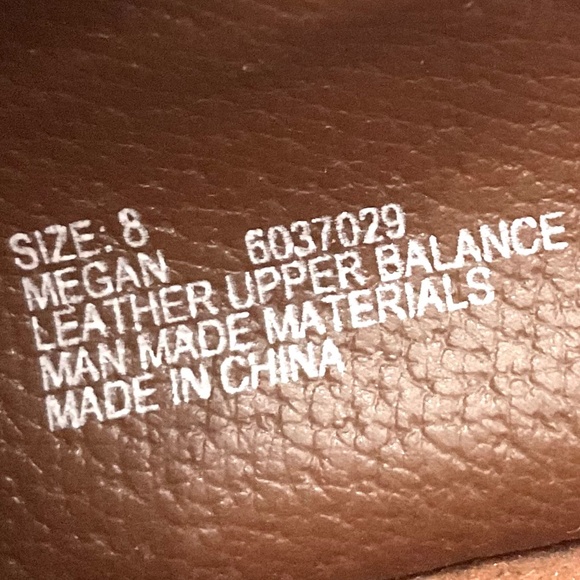 SIZE: 8 6037029
MEGAN
LEATHER UPPER BALANCE
MAN MADE MATERIALS
MADE IN CHINA